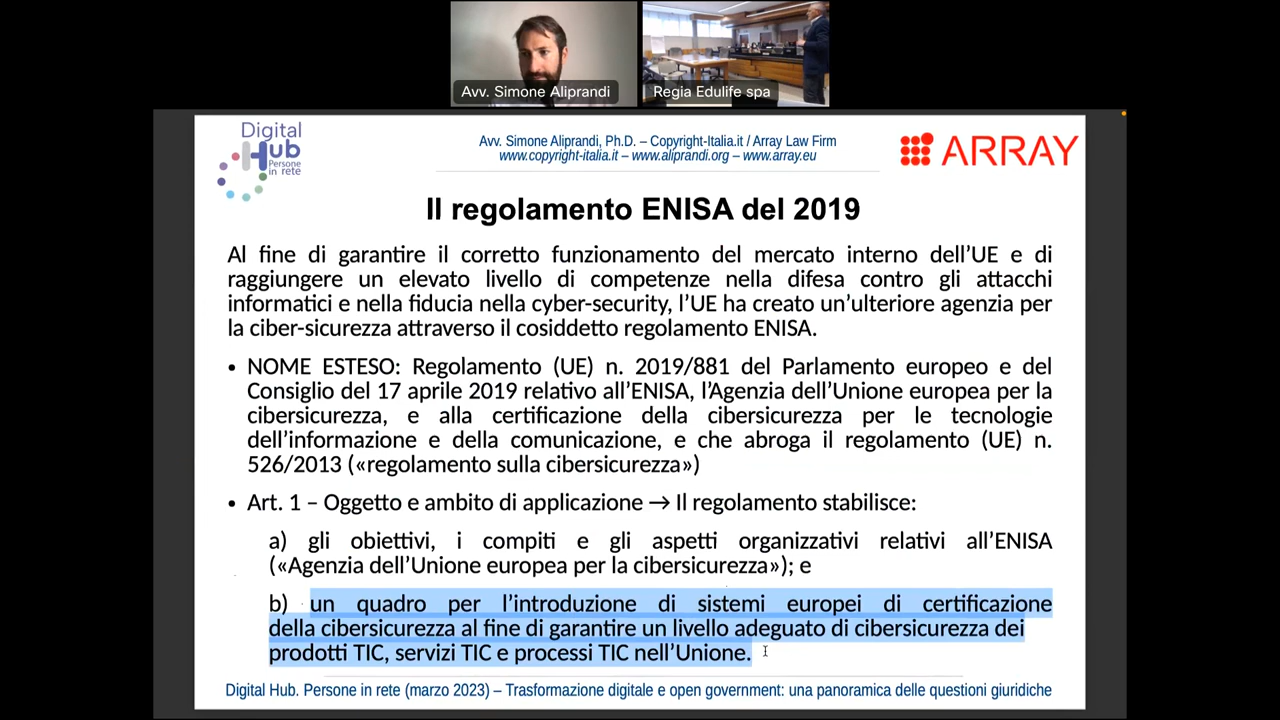 Avv. Simone Aliprandi
Regia Edulife spa
Digital
Hub
Persone
in rete
Avv. Simone Aliprandi, Ph.D. – Copyright-Italia.it / Array Law Firm
www.copyright-italia.it – www.aliprandi.org – www.array.eu
ARRAY
Il regolamento ENISA del 2019
Al fine di garantire il corretto funzionamento del mercato interno dell’UE e di
raggiungere un elevato livello di competenze nella difesa contro gli attacchi
informatici e nella fiducia nella cyber-security, l’UE ha creato un’ulteriore agenzia per
la ciber-sicurezza attraverso il cosiddetto regolamento ENISA.
• NOME ESTESO: Regolamento (UE) n. 2019/881 del Parlamento europeo e del
Consiglio del 17 aprile 2019 relativo all’ENISA, l’Agenzia dell’Unione europea per la
cibersicurezza, e alla certificazione della cibersicurezza per le tecnologie
dell’informazione e della comunicazione, e che abroga il regolamento (UE) n.
526/2013 («regolamento sulla cibersicurezza»)
• Art. 1 – Oggetto e ambito di applicazione → Il regolamento stabilisce:
a) gli obiettivi, i compiti e gli aspetti organizzativi relativi all’ENISA
(«Agenzia dell’Unione europea per la cibersicurezza»); e
b) un quadro per l’introduzione di sistemi europei di certificazione
della cibersicurezza al fine di garantire un livello adeguato di cibersicurezza dei
prodotti TIC, servizi TIC e processi TIC nell’Unione.
Digital Hub. Persone in rete (marzo 2023) – Trasformazione digitale e open government: una panoramica delle questioni giuridiche